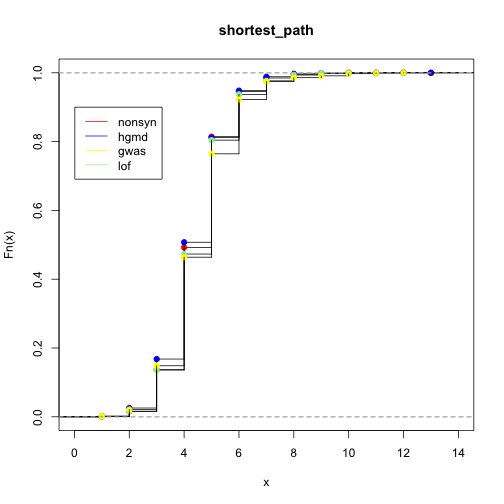 shortest_path
Fn(x)
1.0
0.8
0.6
0.4
0.2
0.0
nonsyn
hgmd
gwas
lof
0 2 4 6 8 10 12 14
x